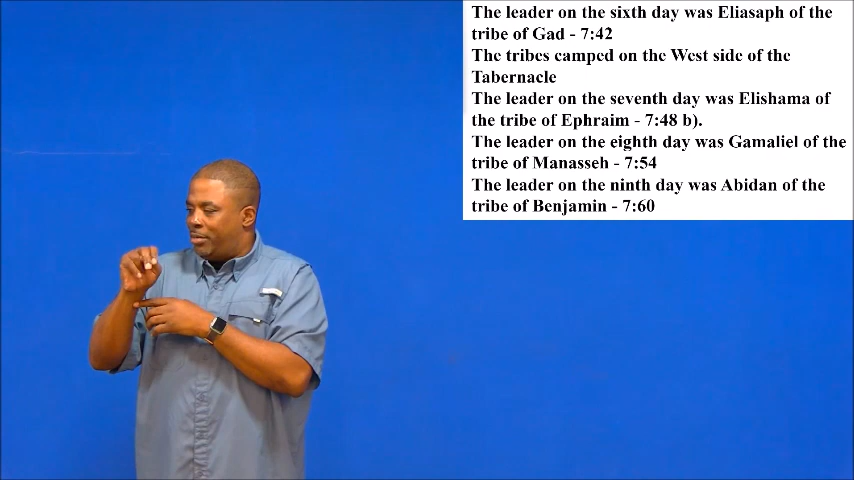 The leader on the sixth day was Eliasaph of the
tribe of Gad - 7:42
The tribes camped on the West side of the
Tabernacle
The leader on the seventh day was Elishama of
the tribe of Ephraim - 7:48 b).
The leader on the eighth day was Gamaliel of the
tribe of Manasseh - 7:54
The leader on the ninth day was Abidan of the
tribe of Benjamin - 7:60